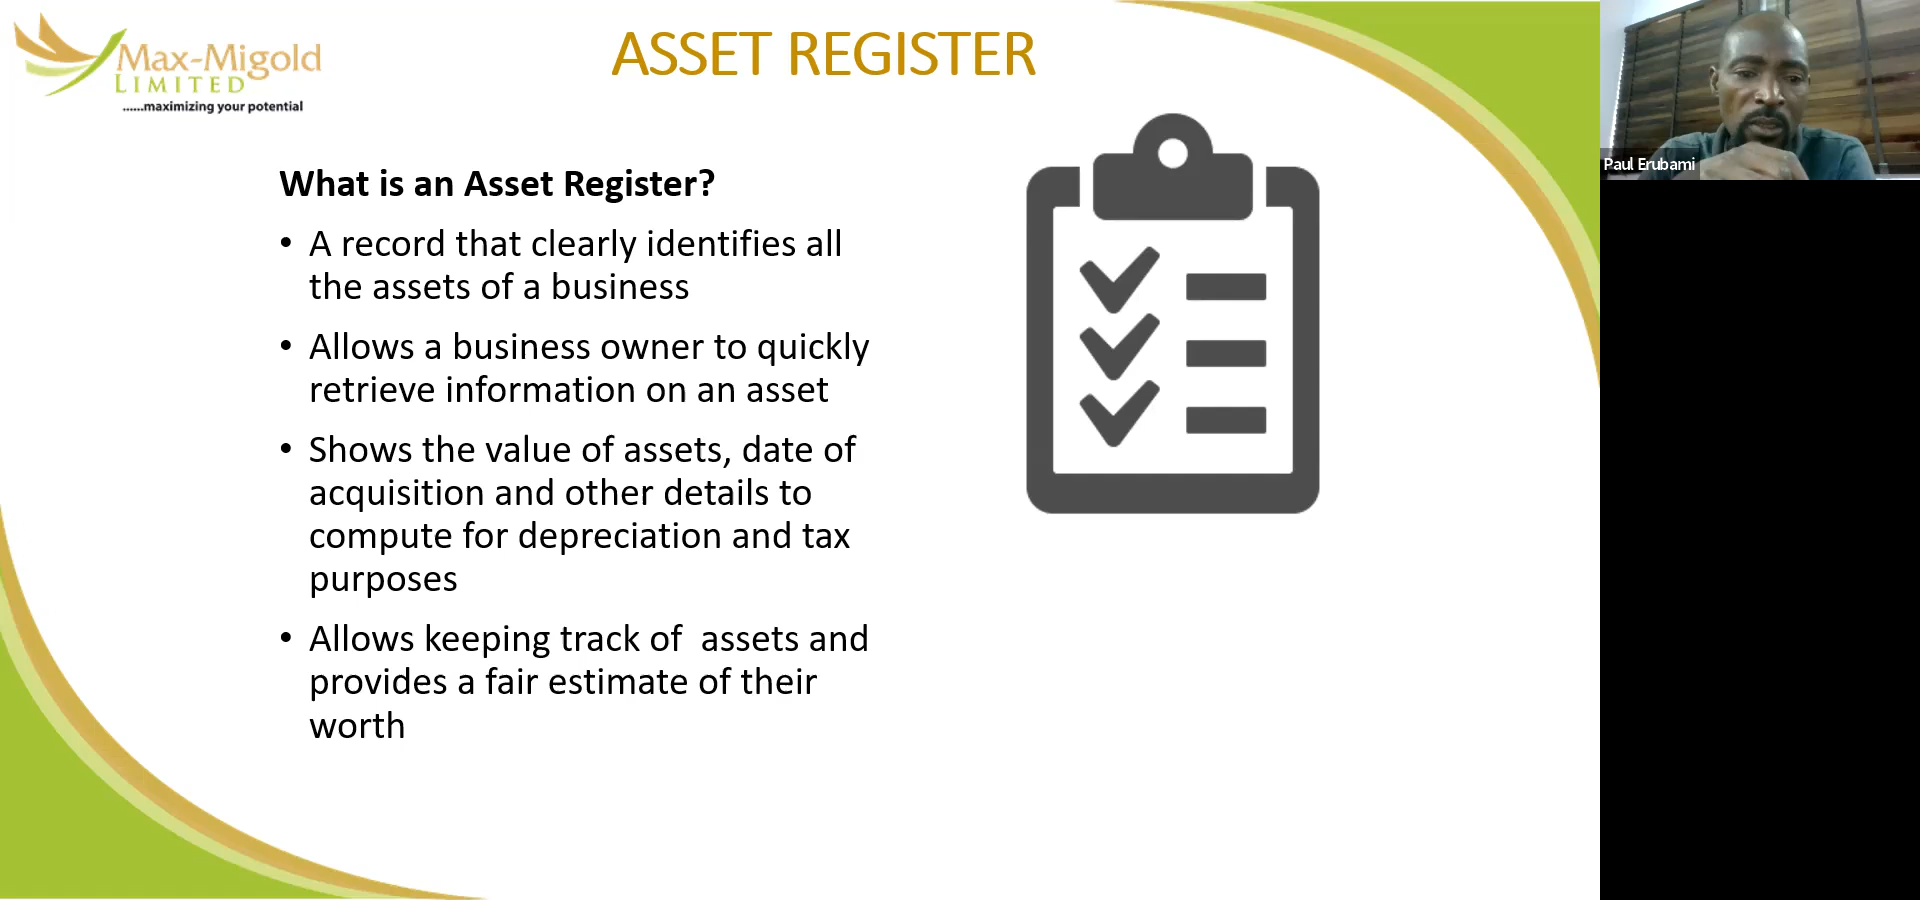 Max-Migold
LIMITED
......maximizing your potential
ASSET REGISTER
What is an Asset Register?
• A record that clearly identifies all
the assets of a business
• Allows a business owner to quickly
retrieve information on an asset
• Shows the value of assets, date of
acquisition and other details to
compute for depreciation and tax
purposes
• Allows keeping track of  assets and
provides a fair estimate of their
worth
Paul Erubami